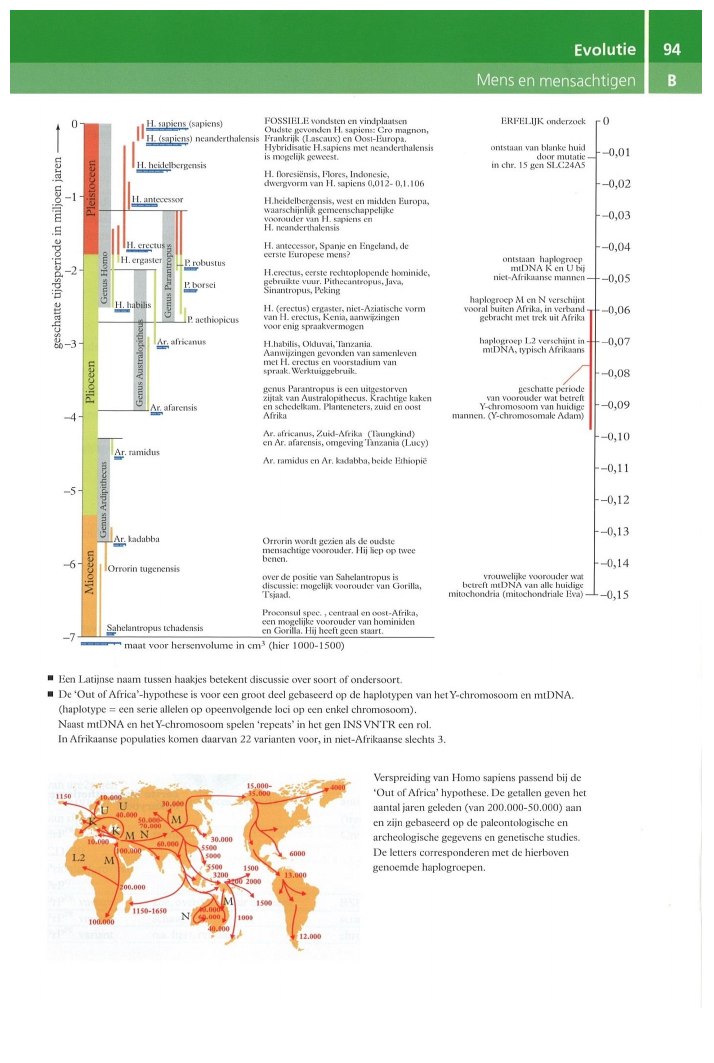 Evolutie 94
Mens en mensachtigen B
geschatte tijdsperiode in miljoen jaren
0
−1
−2
−3
−4
−5
−6
−7
Pleistoceen
Plioceen
Mioceen
Genus Homo
Genus Parantropus
Genus Australopitheus
Genus Ardipithecus
H. sapiens (sapiens)
H. (sapiens) neanderthalensis
H. heidelbergensis
H. antecessor
H. erectus
H. ergaster
P. robustus
P. borsei
H. habilis
P. aethiopicus
Ar. africanus
Ar. afarensis
Ar. ramidus
Ar. kadabba
Orrorin tugenensis
Sahelantropus tchadensis
maat voor hersenvolume in cm³ (hier 1000-1500)
FOSSIELE vondsten en vindplaatsen
Oudste gevonden H. sapiens: Cro magnon,
Frankrijk (Lascaux) en Oost-Europa.
Hybridisatie H.sapiens met neanderthalensis
is mogelijk geweest.
H. floresiënsis, Flores, Indonesie,
dwergvorm van H. sapiens 0,012- 0,1.106
H.heidelbergensis, west en midden Europa,
waarschijnlijk gemeenschappelijke
voorouder van H. sapiens en
H. neanderthalensis
H. antecessor, Spanje en Engeland, de
eerste Europese mens?
H.erectus, eerste rechtoplopende hominide,
gebruikte vuur. Pithecantropus, Java,
Sinantropus, Peking
H. (erectus) ergaster, niet-Aziatische vorm
van H. erectus, Kenia, aanwijzingen
voor enig spraakvermogen
H.habilis, Olduvai, Tanzania.
Aanwijzingen gevonden van samenleven
met H. erectus en voorstadium van
spraak. Werktuiggebruik.
genus Parantropus is een uitgestorven
zijtak van Australopithecus. Krachtige kaken
en schedelkam. Planteneters, zuid en oost
Afrika
Ar. africanus, Zuid-Afrika (Taungkind)
en Ar. afarensis, omgeving Tanzania (Lucy)
Ar. ramidus en Ar. kadabba, beide Ethiopië
Orrorin wordt gezien als de oudste
mensachtige voorouder. Hij liep op twee
benen.
over de positie van Sahelantropus is
discussie: mogelijk voorouder van Gorilla,
Tsjaad.
Proconsul spec. , centraal en oost-Afrika,
een mogelijke voorouder van hominiden
en Gorilla. Hij heeft geen staart.
ERFELIJK onderzoek
0
−0,01
−0,02
−0,03
−0,04
−0,05
−0,06
−0,07
−0,08
−0,09
−0,10
−0,11
−0,12
−0,13
−0,14
−0,15
ontstaan van blanke huid
door mutatie
in chr. 15 gen SLC24A5
ontstaan haplogroep
mtDNA K en U bij
niet-Afrikaanse mannen
haplogroep M en N verschijnt
vooral buiten Afrika, in verband
gebracht met trek uit Afrika
haplogroep L2 verschijnt in
mtDNA, typisch Afrikaans
geschatte periode
van voorouder wat betreft
Y-chromosoom van huidige
mannen. (Y-chromosomale Adam)
vrouwelijke voorouder wat
betreft mtDNA van alle huidige
mitochondria (mitochondriale Eva)
■ Een Latijnse naam tussen haakjes betekent discussie over soort of ondersoort.
■ De ‘Out of Africa’-hypothese is voor een groot deel gebaseerd op de haplotypen van het Y-chromosoom en mtDNA.
(haplotype = een serie allelen op opeenvolgende loci op een enkel chromosoom).
Naast mtDNA en het Y-chromosoom spelen ‘repeats’ in het gen INS VNTR een rol.
In Afrikaanse populaties komen daarvan 22 varianten voor, in niet-Afrikaanse slechts 3.
1150
10.000
U U
K
40.000
50.000-
70.000
30.000
M
15.000-
35.000
4000
K M N
10.000
100.000
60.000
30.000
5500
5000
5500
3200
1500
2000
6000
13.000
L2 M
200.000
1150-1650
100.000
N
M
60.000
40.000
1500
1000
12.000
Verspreiding van Homo sapiens passend bij de
‘Out of Africa’ hypothese. De getallen geven het
aantal jaren geleden (van 200.000-50.000) aan
en zijn gebaseerd op de paleontologische en
archeologische gegevens en genetische studies.
De letters corresponderen met de hierboven
genoemde haplogroepen.